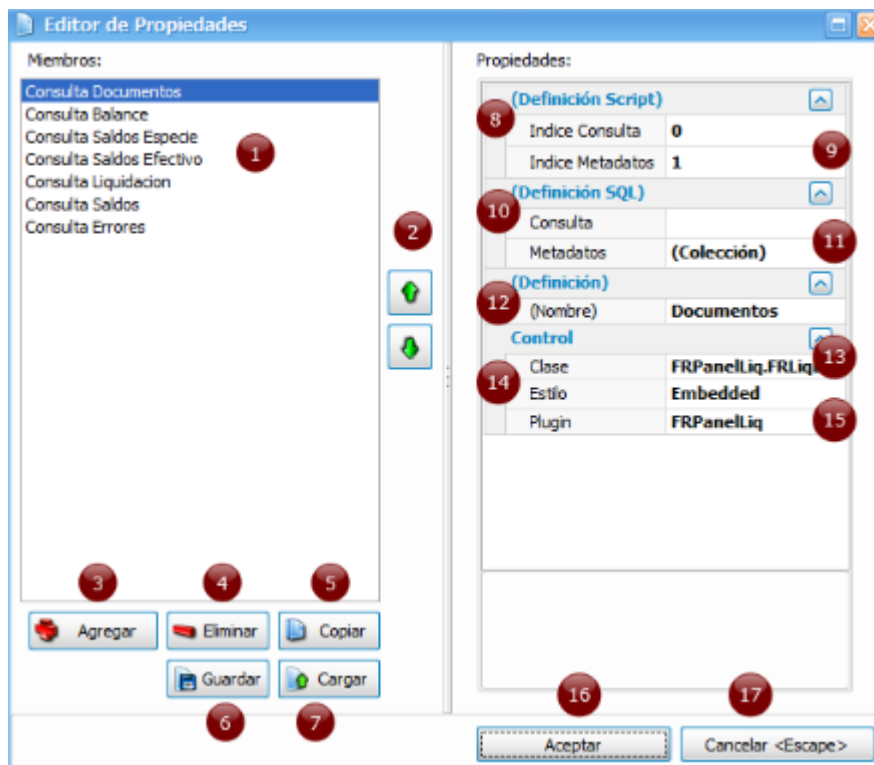 Editor de Propiedades
Miembros:
Consulta Documentos
Consulta Balance
Consulta Saldos Especie
Consulta Saldos Efectivo
Consulta Liquidacion
Consulta Saldos
Consulta Errores
1
2
3
4
5
Agregar
Eliminar
Copiar
Guardar
Cargar
6
7
Propiedades:
(Definición Script)
8
Indice Consulta 0
Indice Metadatos 1
9
(Definición SQL)
10
Consulta
Metadatos (Colección)
11
(Definición)
12
(Nombre) Documentos
Control
13
Clase FRPanelLiq.FRLiq
14
Estilo Embedded
Plugin FRPanelLiq
15
16
17
Aceptar
Cancelar <Escape>